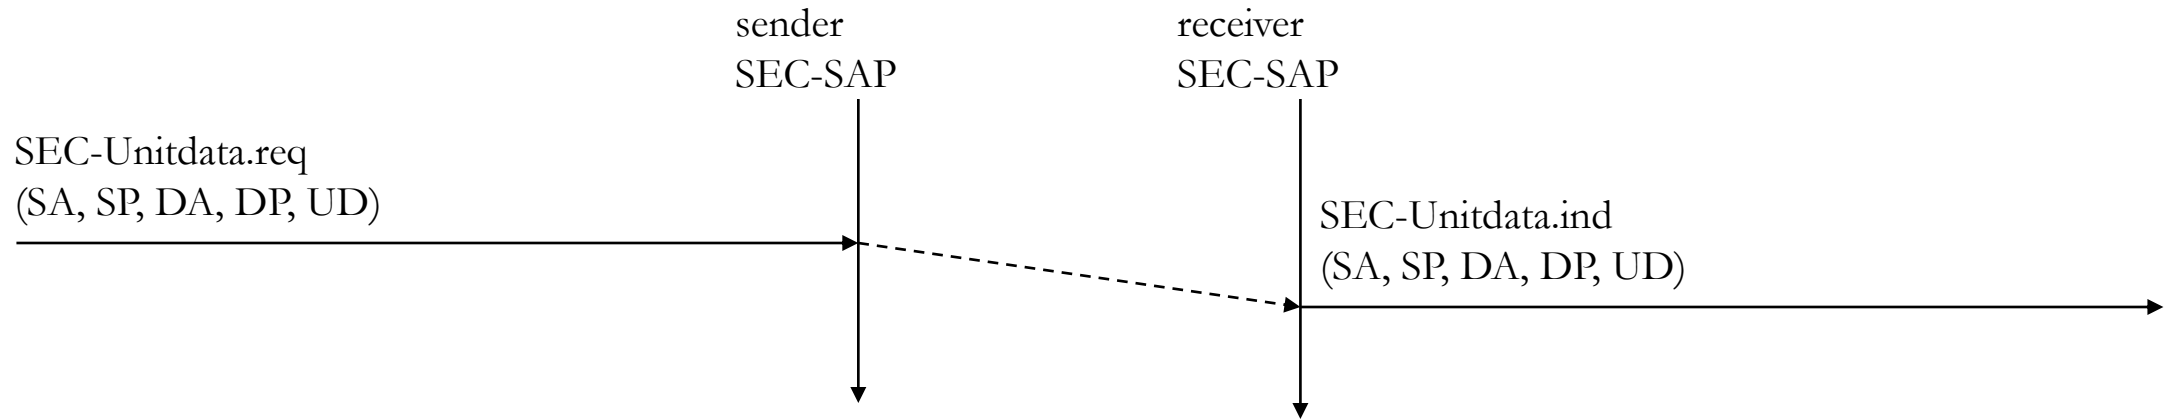 sender
SEC-SAP
receiver
SEC-SAP
SEC-Unitdata.req
(SA, SP, DA, DP, UD)
SEC-Unitdata.ind
(SA, SP, DA, DP, UD)